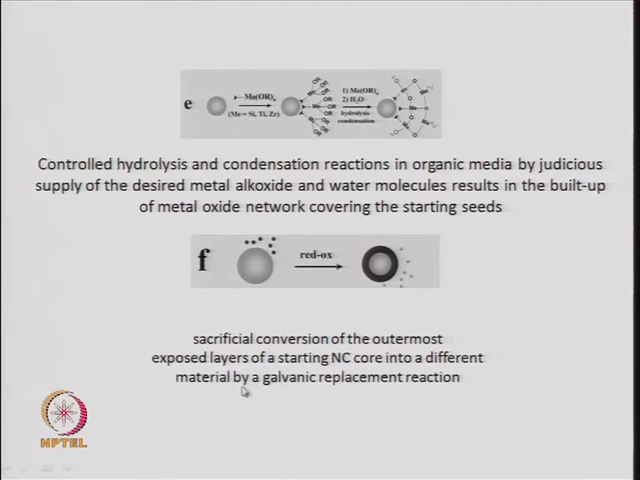 e
Me(OR)n
(Me = Si, Ti, Zr)
1) Me(OR)n
2) H2O
hydrolysis
condensation
Controlled hydrolysis and condensation reactions in organic media by judicious
supply of the desired metal alkoxide and water molecules results in the built-up
of metal oxide network covering the starting seeds
f
red-ox
sacrificial conversion of the outermost
exposed layers of a starting NC core into a different
material by a galvanic replacement reaction
NPTEL